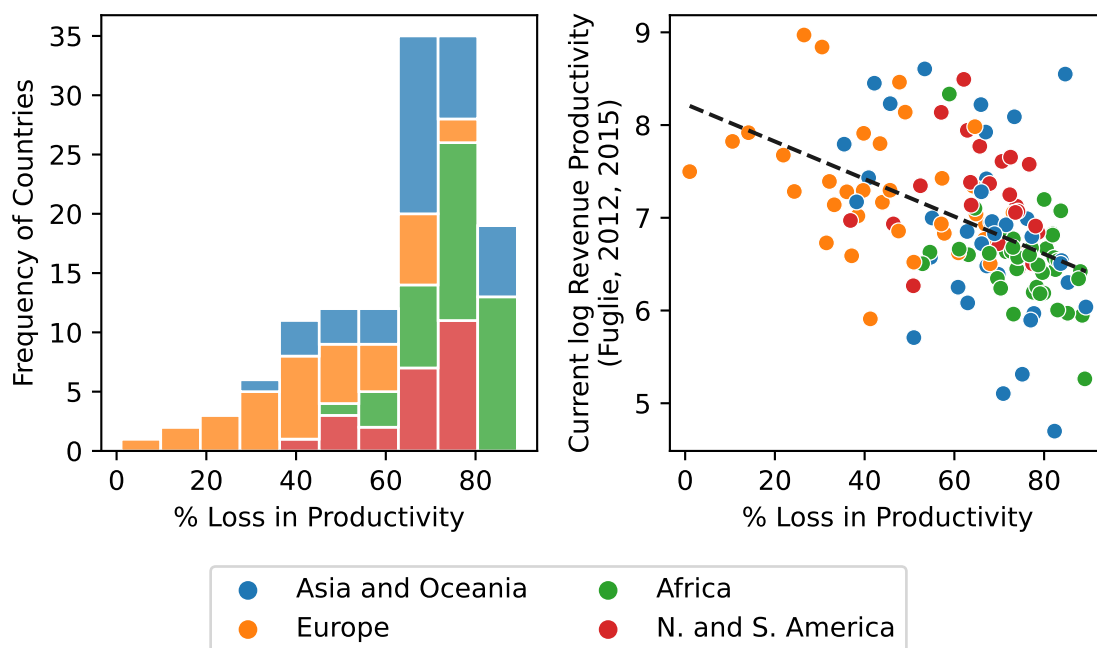 Frequency of Countries
35
30
25
20
15
10
5
0
0 20 40 60 80
% Loss in Productivity
Current log Revenue Productivity
(Fuglie, 2012, 2015)
9
8
7
6
5
0 20 40 60 80
% Loss in Productivity
Asia and Oceania
Europe
Africa
N. and S. America